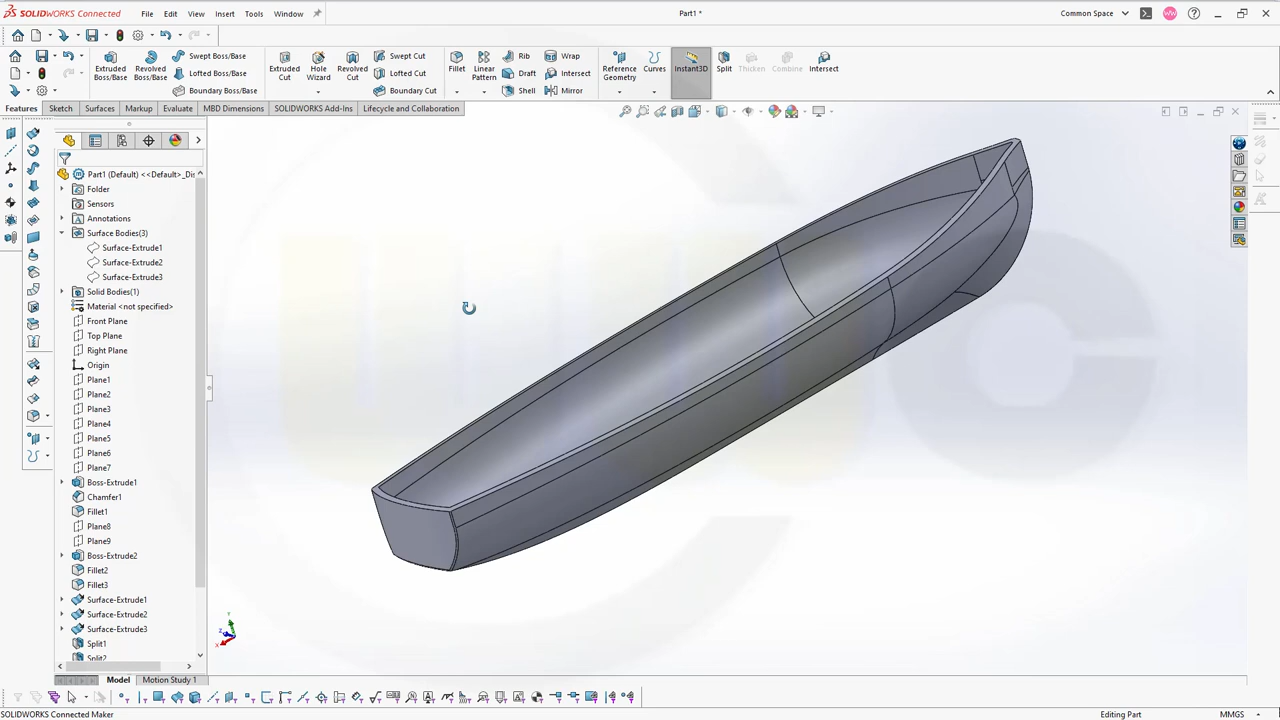 SOLIDWORKS Connected File Edit View Insert Tools Window Part1 * Common Space WW
Extruded Boss/Base Revolved Boss/Base Swept Boss/Base Lofted Boss/Base Boundary Boss/Base Extruded Cut Hole Wizard Revolved Cut Swept Cut Lofted Cut Boundary Cut Fillet Linear Pattern Rib Draft Shell Wrap Intersect Mirror Reference Geometry Curves Instant3D Split Thicken Combine Intersect
Features Sketch Surfaces Markup Evaluate MBD Dimensions SOLIDWORKS Add-Ins Lifecycle and Collaboration
Part1 (Default) <<Default>_Dis
Folder
Sensors
Annotations
Surface Bodies(3)
Surface-Extrude1
Surface-Extrude2
Surface-Extrude3
Solid Bodies(1)
Material <not specified>
Front Plane
Top Plane
Right Plane
Origin
Plane1
Plane2
Plane3
Plane4
Plane5
Plane6
Plane7
Boss-Extrude1
Chamfer1
Fillet1
Plane8
Plane9
Boss-Extrude2
Fillet2
Fillet3
Surface-Extrude1
Surface-Extrude2
Surface-Extrude3
Split1
Split2
Y
Z
X
Model Motion Study 1
SOLIDWORKS Connected Maker Editing Part MMGS